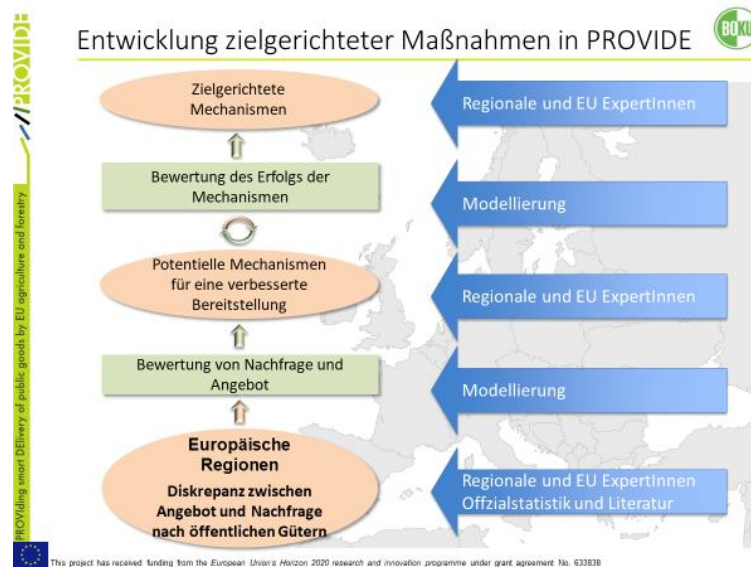 Entwicklung zielgerichteter Maßnahmen in PROVIDE
BOKU
PROVIDE
PROVIding smart DElivery of public goods by EU agriculture and forestry
Zielgerichtete
Mechanismen
Regionale und EU ExpertInnen
Bewertung des Erfolgs der
Mechanismen
Modellierung
Potentielle Mechanismen
für eine verbesserte
Bereitstellung
Regionale und EU ExpertInnen
Bewertung von Nachfrage und
Angebot
Modellierung
Europäische
Regionen
Diskrepanz zwischen
Angebot und Nachfrage
nach öffentlichen Gütern
Regionale und EU ExpertInnen
Offzialstatistik und Literatur
This project has received funding from the European Union's Horizon 2020 research and innovation programme under grant agreement No. 633838